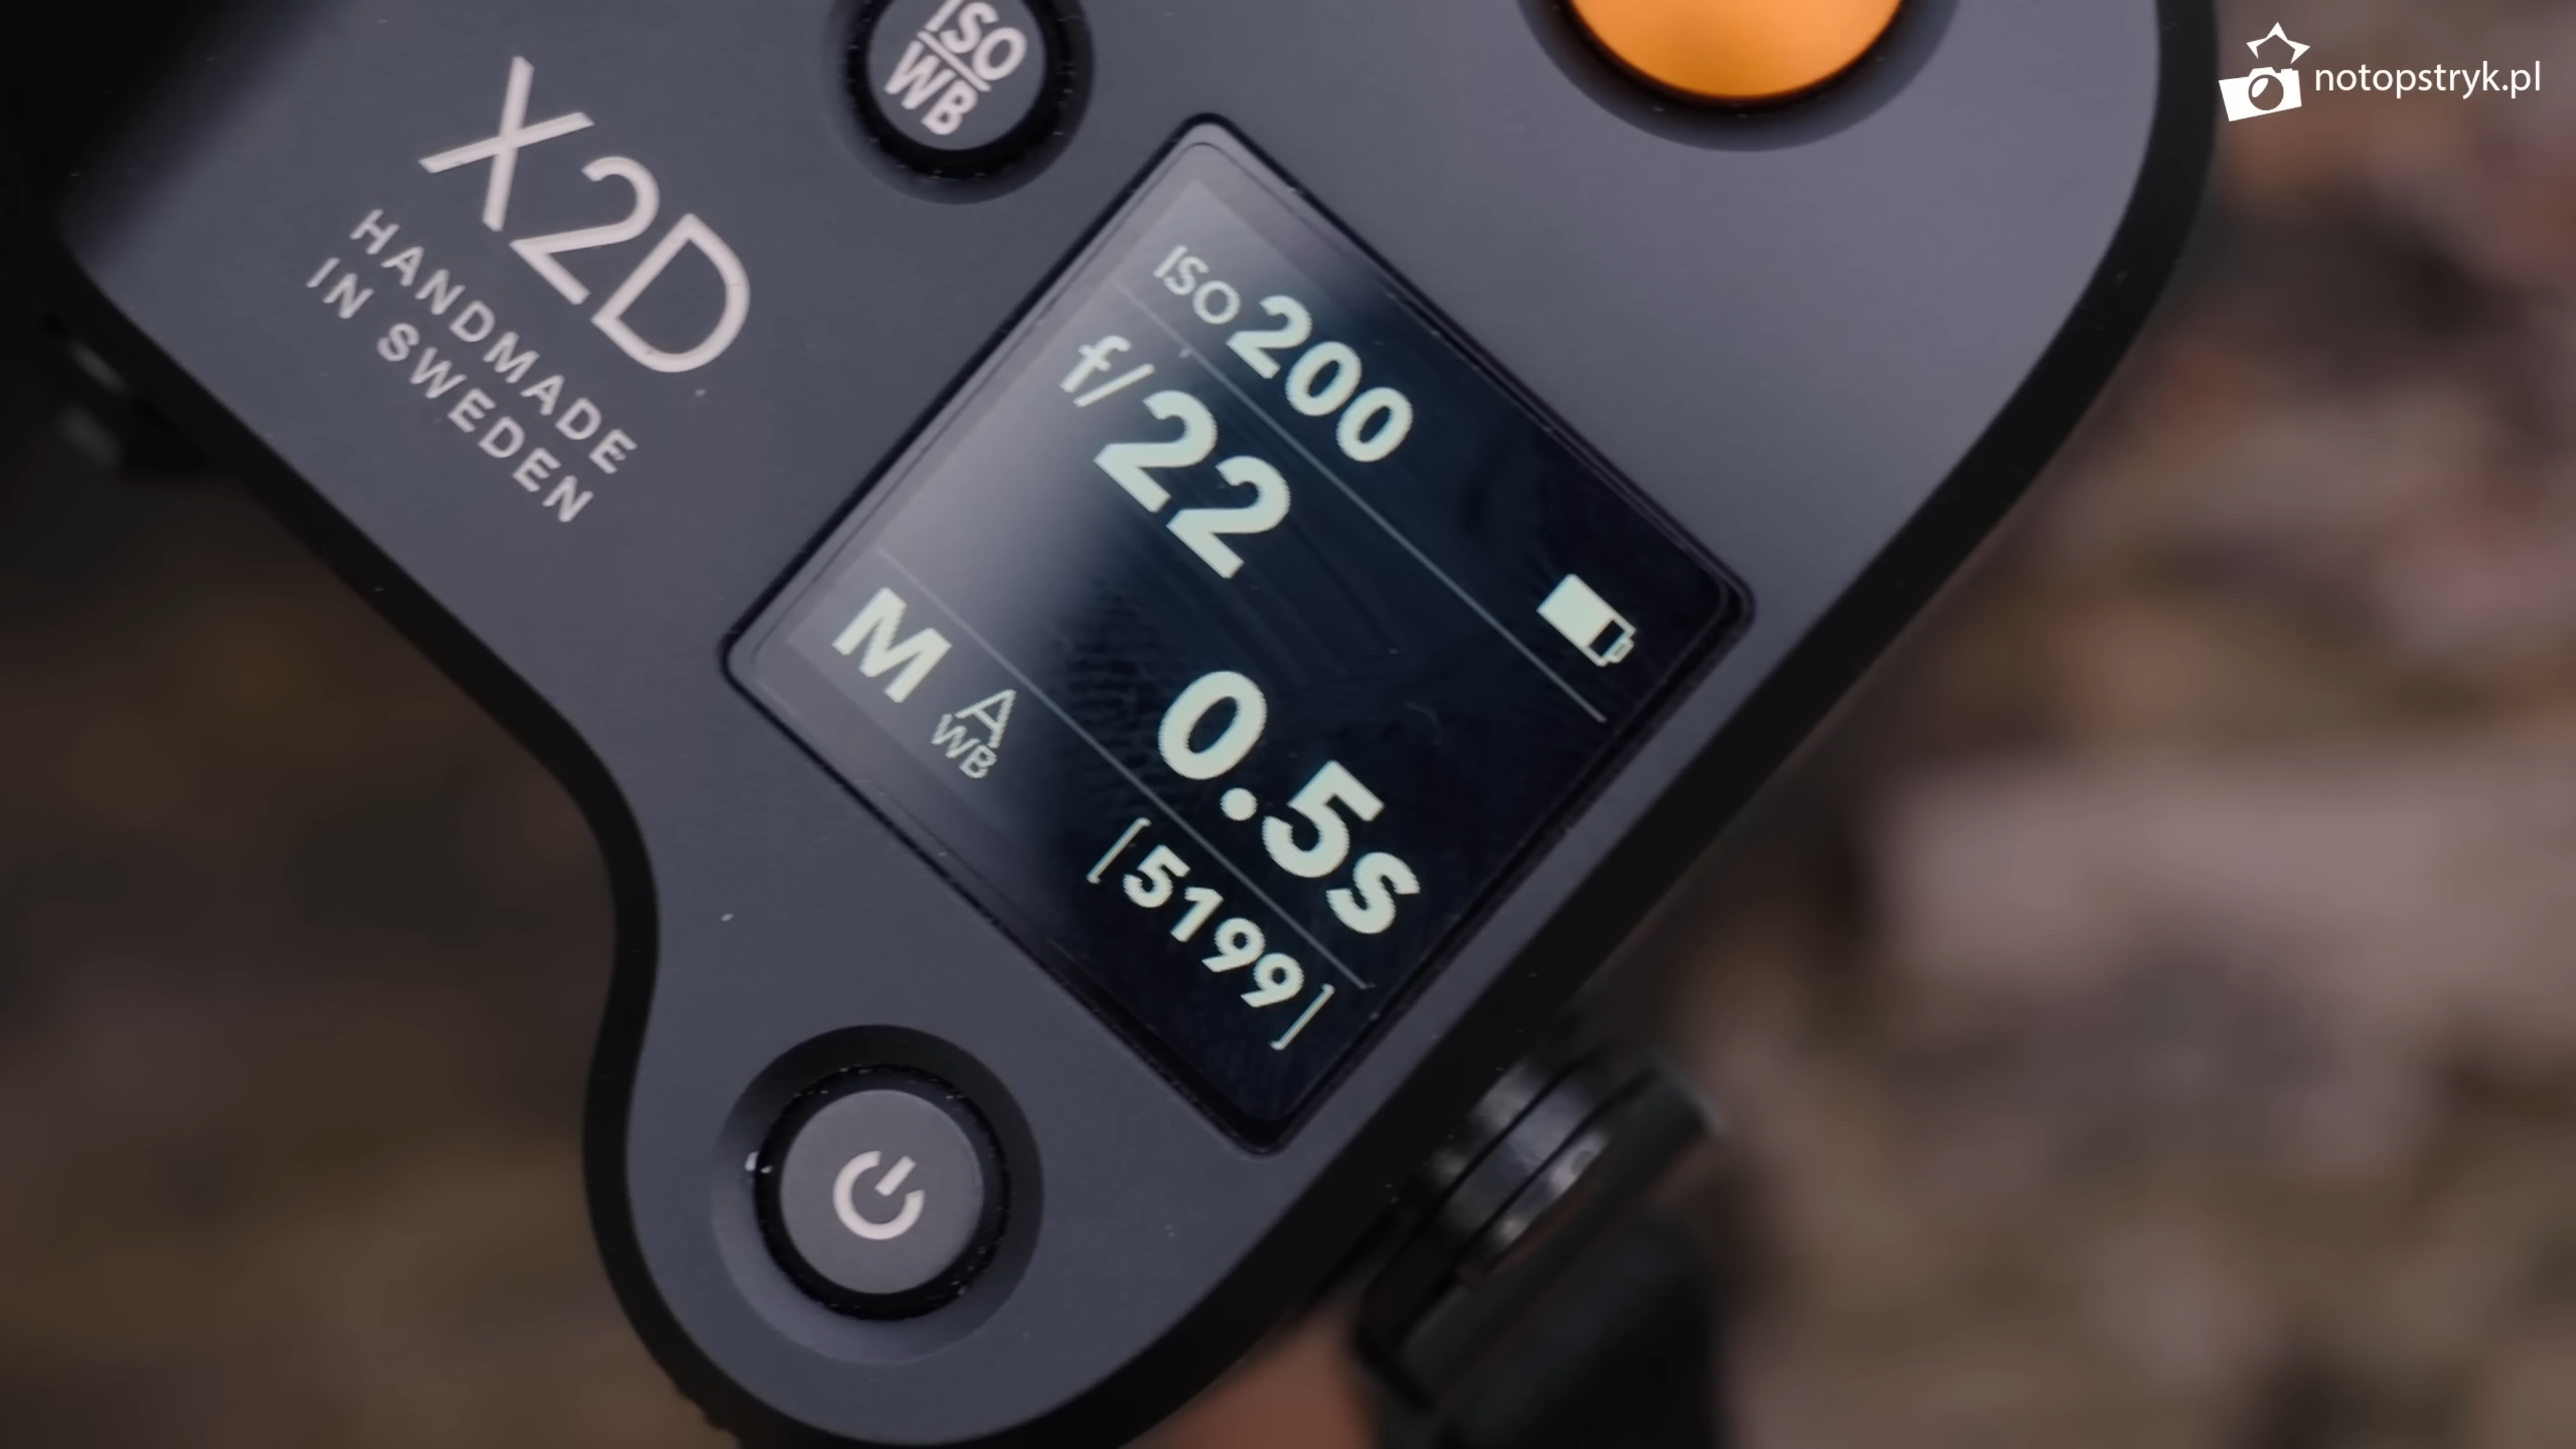 notopstryk.pl
ISO
WB
X2D
HANDMADE
IN SWEDEN
ISO 200
f/22
0.5s
M A
WB
[5199]